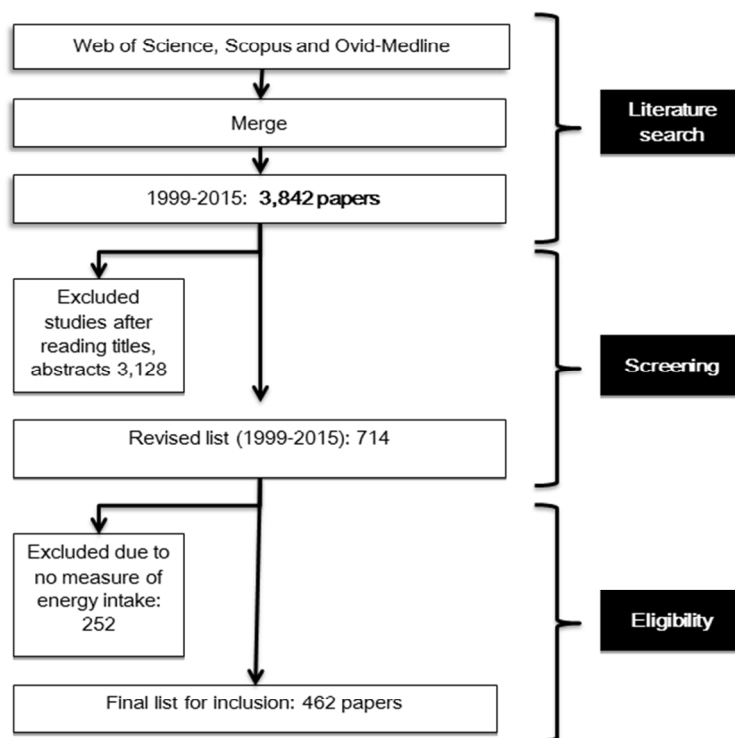 Web of Science, Scopus and Ovid-Medline
Merge
Literature
search
1999-2015: 3,842 papers
Excluded
studies after
reading titles,
abstracts 3,128
Screening
Revised list (1999-2015): 714
Excluded due to
no measure of
energy intake:
252
Eligibility
Final list for inclusion: 462 papers